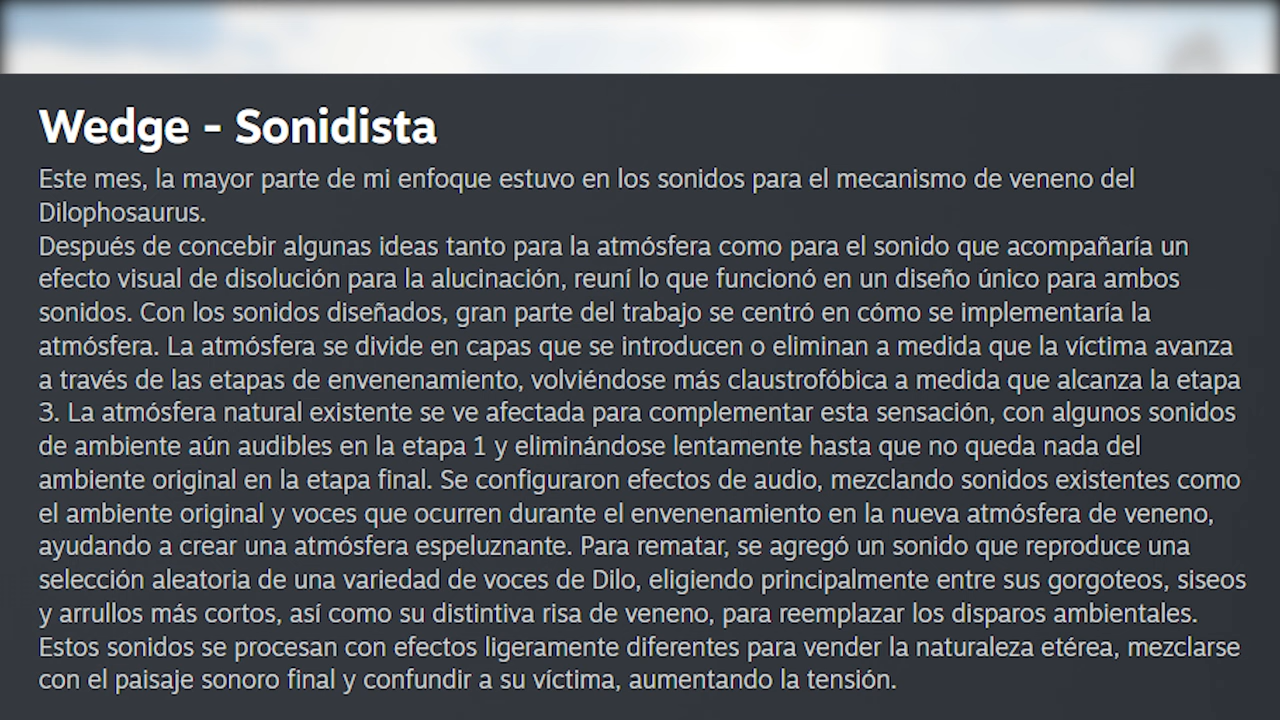 Wedge - Sonidista
Este mes, la mayor parte de mi enfoque estuvo en los sonidos para el mecanismo de veneno del
Dilophosaurus.
Después de concebir algunas ideas tanto para la atmósfera como para el sonido que acompañaría un
efecto visual de disolución para la alucinación, reuní lo que funcionó en un diseño único para ambos
sonidos. Con los sonidos diseñados, gran parte del trabajo se centró en cómo se implementaría la
atmósfera. La atmósfera se divide en capas que se introducen o eliminan a medida que la víctima avanza
a través de las etapas de envenenamiento, volviéndose más claustrofóbica a medida que alcanza la etapa
3. La atmósfera natural existente se ve afectada para complementar esta sensación, con algunos sonidos
de ambiente aún audibles en la etapa 1 y eliminándose lentamente hasta que no queda nada del
ambiente original en la etapa final. Se configuraron efectos de audio, mezclando sonidos existentes como
el ambiente original y voces que ocurren durante el envenenamiento en la nueva atmósfera de veneno,
ayudando a crear una atmósfera espeluznante. Para rematar, se agregó un sonido que reproduce una
selección aleatoria de una variedad de voces de Dilo, eligiendo principalmente entre sus gorgoteos, siseos
y arrullos más cortos, así como su distintiva risa de veneno, para reemplazar los disparos ambientales.
Estos sonidos se procesan con efectos ligeramente diferentes para vender la naturaleza etérea, mezclarse
con el paisaje sonoro final y confundir a su víctima, aumentando la tensión.